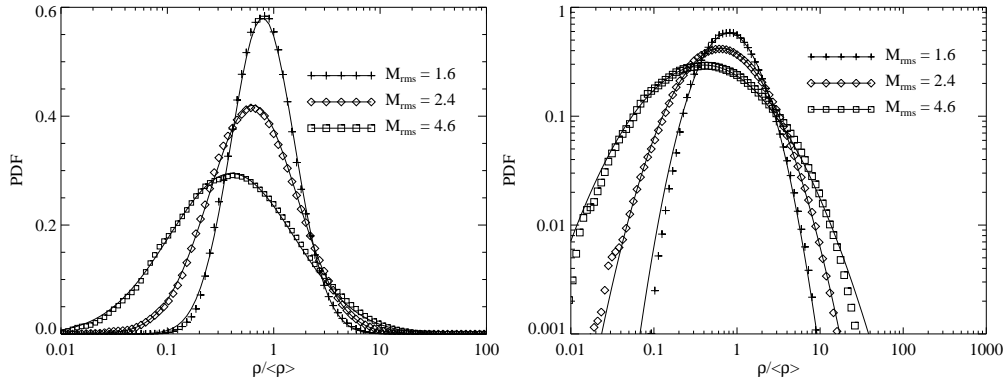 0.6
0.4
0.2
0.0
PDF
M_rms = 1.6
M_rms = 2.4
M_rms = 4.6
0.01 0.1 1 10 100
ρ/<ρ>
1
0.1
0.01
0.001
PDF
M_rms = 1.6
M_rms = 2.4
M_rms = 4.6
0.01 0.1 1 10 100 1000
ρ/<ρ>